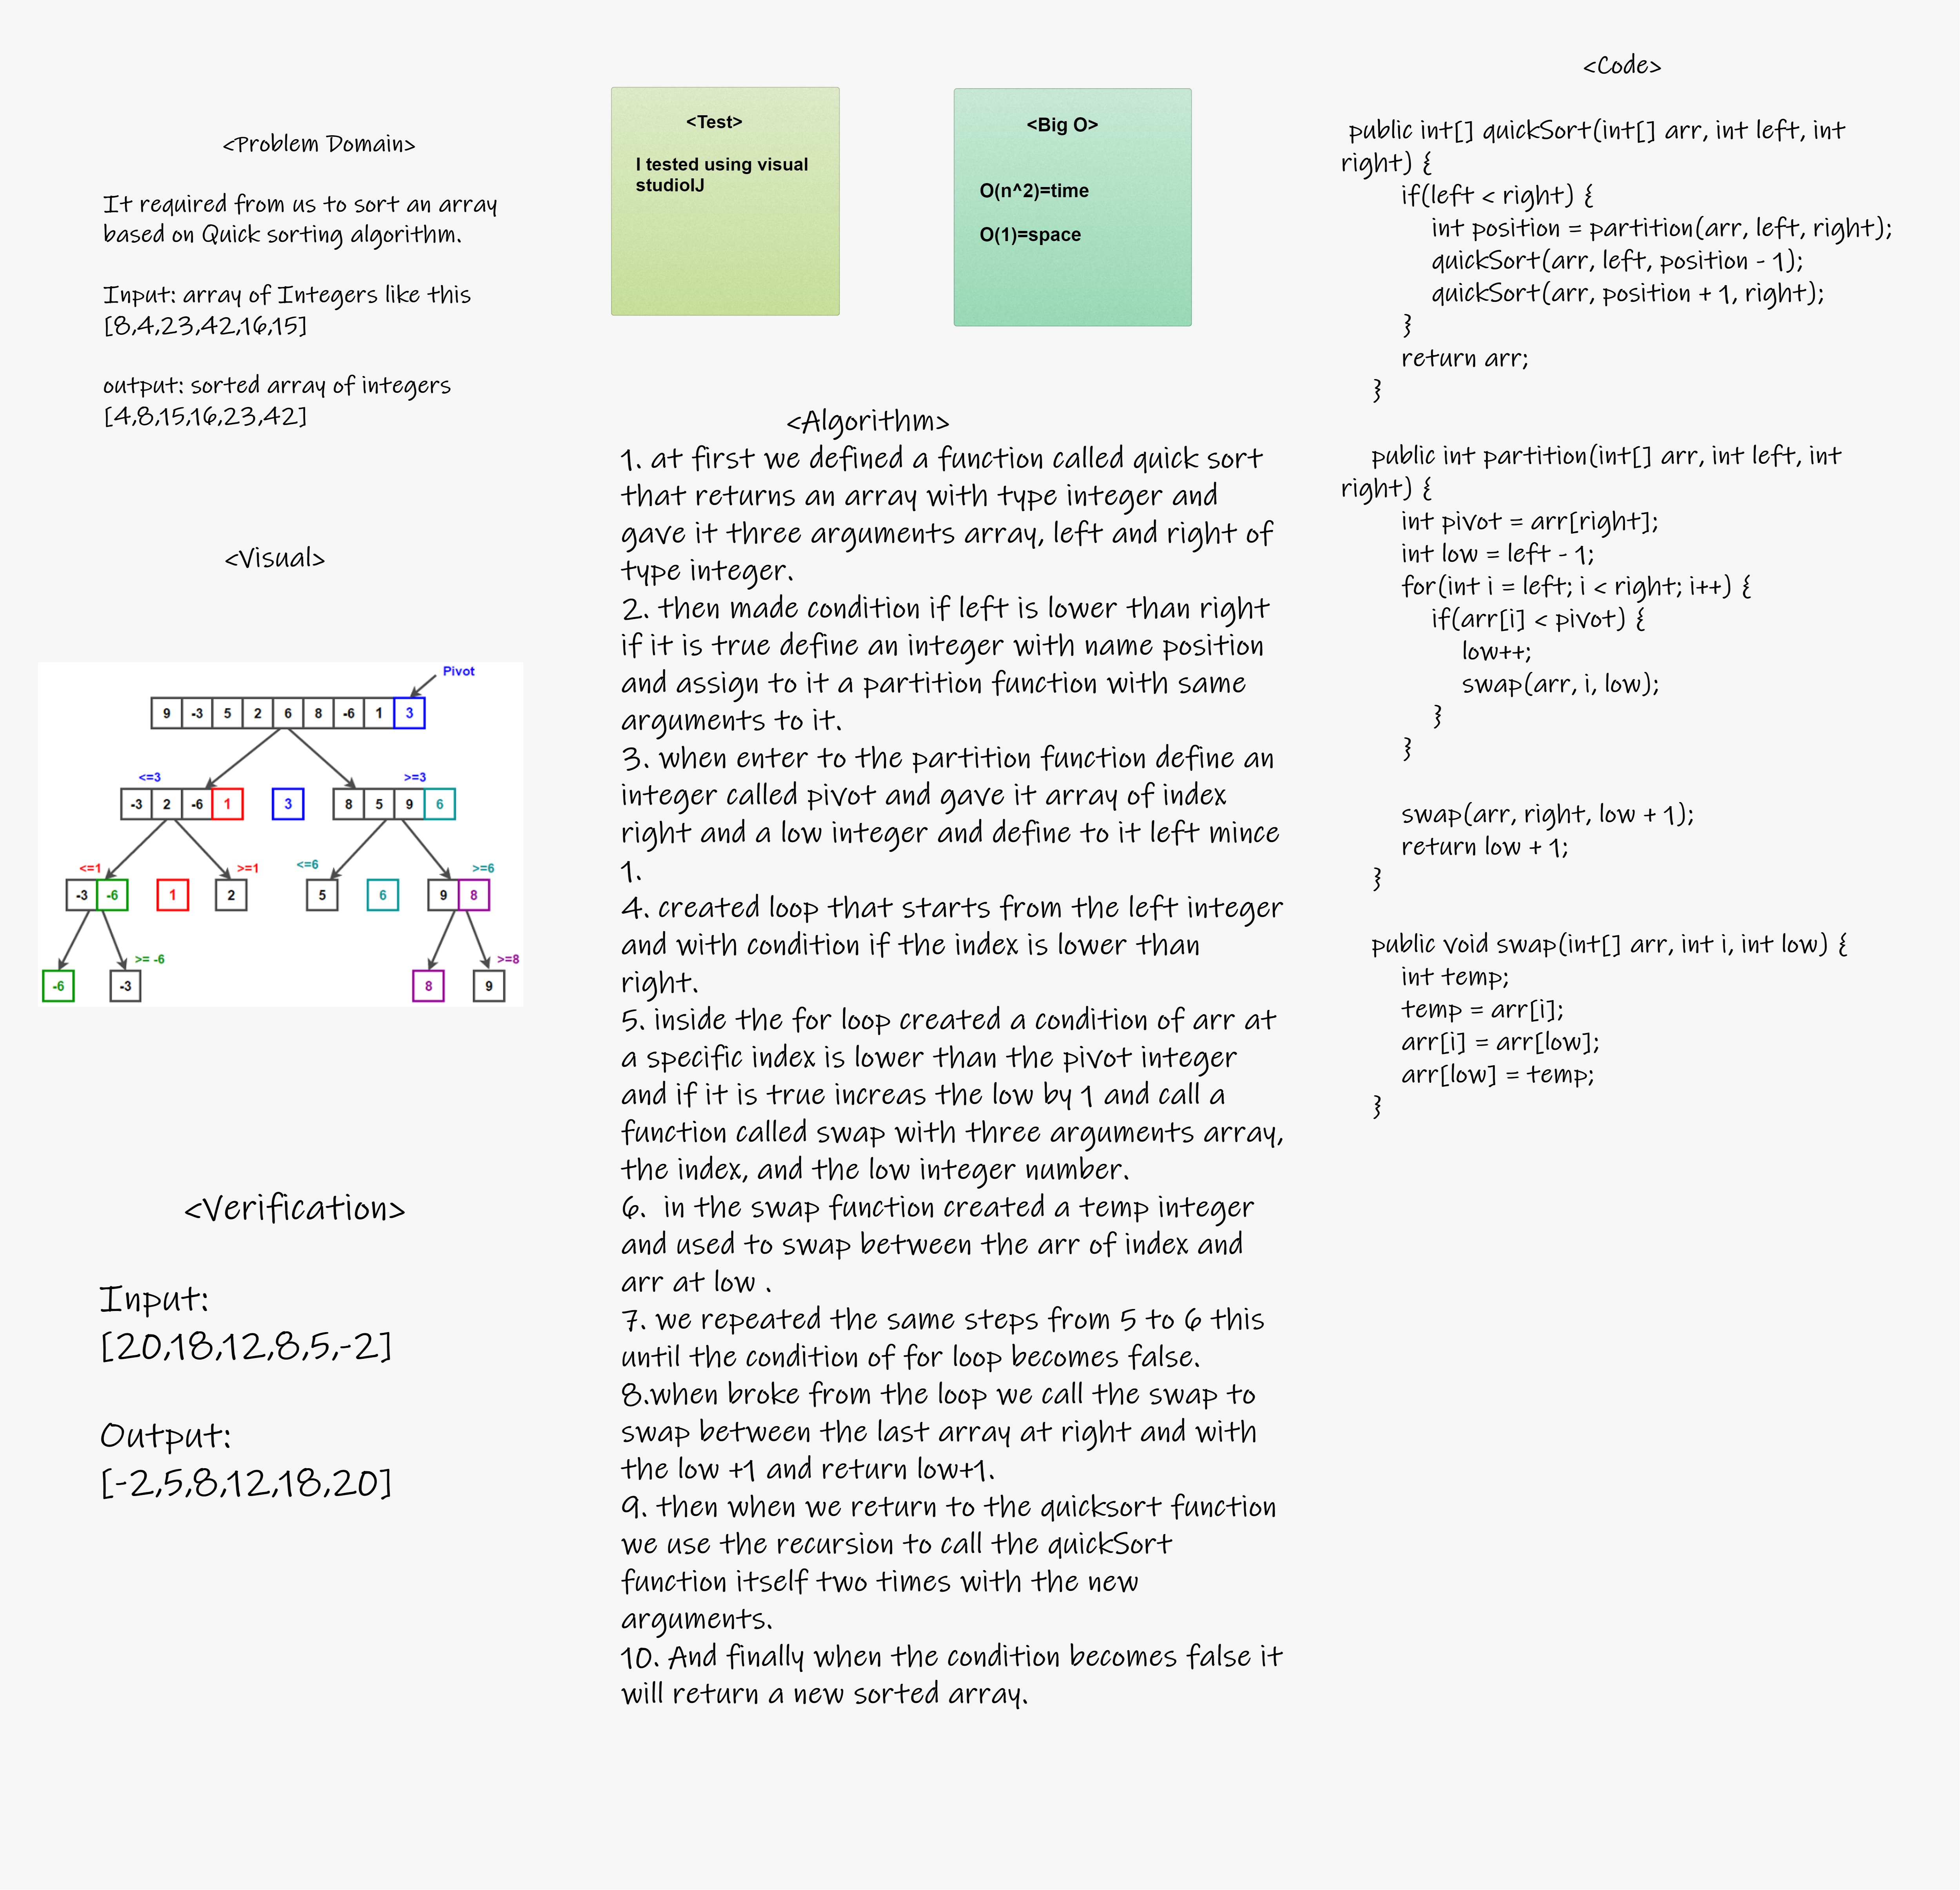 <Problem Domain>
It required from us to sort an array
based on Quick sorting algorithm.
Input: array of Integers like this
[8,4,23,42,16,15]
output: sorted array of integers
[4,8,15,16,23,42]
<Visual>
Pivot
9 -3 5 2 6 8 -6 1 3
<=3 >=3
-3 2 -6 1 3 8 5 9 6
<=1 >=1 <=6 >=6
-3 -6 1 2 5 6 9 8
>= -6 >=8
-6 -3 8 9
<Verification>
Input:
[20,18,12,8,5,-2]
Output:
[-2,5,8,12,18,20]
<Test>
I tested using visual
studioIJ
<Big O>
O(n^2)=time
O(1)=space
<Algorithm>
1. at first we defined a function called quick sort
that returns an array with type integer and
gave it three arguments array, left and right of
type integer.
2. then made condition if left is lower than right
if it is true define an integer with name position
and assign to it a partition function with same
arguments to it.
3. when enter to the partition function define an
integer called pivot and gave it array of index
right and a low integer and define to it left mince
1.
4. created loop that starts from the left integer
and with condition if the index is lower than
right.
5. inside the for loop created a condition of arr at
a specific index is lower than the pivot integer
and if it is true increas the low by 1 and call a
function called swap with three arguments array,
the index, and the low integer number.
6.  in the swap function created a temp integer
and used to swap between the arr of index and
arr at low .
7. we repeated the same steps from 5 to 6 this
until the condition of for loop becomes false.
8.when broke from the loop we call the swap to
swap between the last array at right and with
the low +1 and return low+1.
9. then when we return to the quicksort function
we use the recursion to call the quickSort
function itself two times with the new
arguments.
10. And finally when the condition becomes false it
will return a new sorted array.
<Code>
public int[] quickSort(int[] arr, int left, int
right) {
if(left < right) {
int position = partition(arr, left, right);
quickSort(arr, left, position - 1);
quickSort(arr, position + 1, right);
}
return arr;
}
public int partition(int[] arr, int left, int
right) {
int pivot = arr[right];
int low = left - 1;
for(int i = left; i < right; i++) {
if(arr[i] < pivot) {
low++;
swap(arr, i, low);
}
}
swap(arr, right, low + 1);
return low + 1;
}
public void swap(int[] arr, int i, int low) {
int temp;
temp = arr[i];
arr[i] = arr[low];
arr[low] = temp;
}